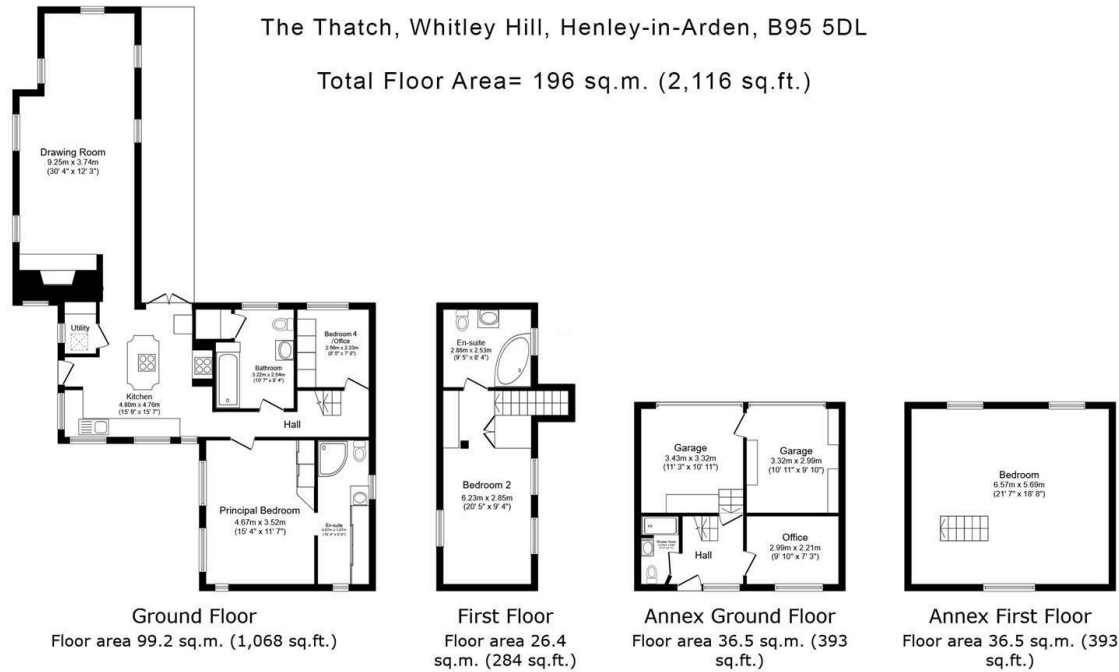 The Thatch, Whitley Hill, Henley-in-Arden, B95 5DL
Total Floor Area= 196 sq.m. (2,116 sq.ft.)
Drawing Room
9.25m x 3.74m
(30' 4" x 12' 3")
Utility
Kitchen
4.80m x 4.76m
(15' 9" x 15' 7")
Bathroom
3.22m x 2.54m
(10' 7" x 8' 4")
Bedroom 4
/Office
2.56m x 2.33m
(8' 5" x 7' 8")
Hall
Principal Bedroom
4.67m x 3.52m
(15' 4" x 11' 7")
En-suite
Ground Floor
Floor area 99.2 sq.m. (1,068 sq.ft.)
En-suite
2.86m x 2.53m
(9' 5" x 8' 4")
Bedroom 2
6.23m x 2.85m
(20' 5" x 9' 4")
First Floor
Floor area 26.4
sq.m. (284 sq.ft.)
Garage
3.43m x 3.32m
(11' 3" x 10' 11")
Garage
3.32m x 2.99m
(10' 11" x 9' 10")
Hall
Office
2.99m x 2.21m
(9' 10" x 7' 3")
Annex Ground Floor
Floor area 36.5 sq.m. (393
sq.ft.)
Bedroom
6.57m x 5.69m
(21' 7" x 18' 8")
Annex First Floor
Floor area 36.5 sq.m. (393
sq.ft.)